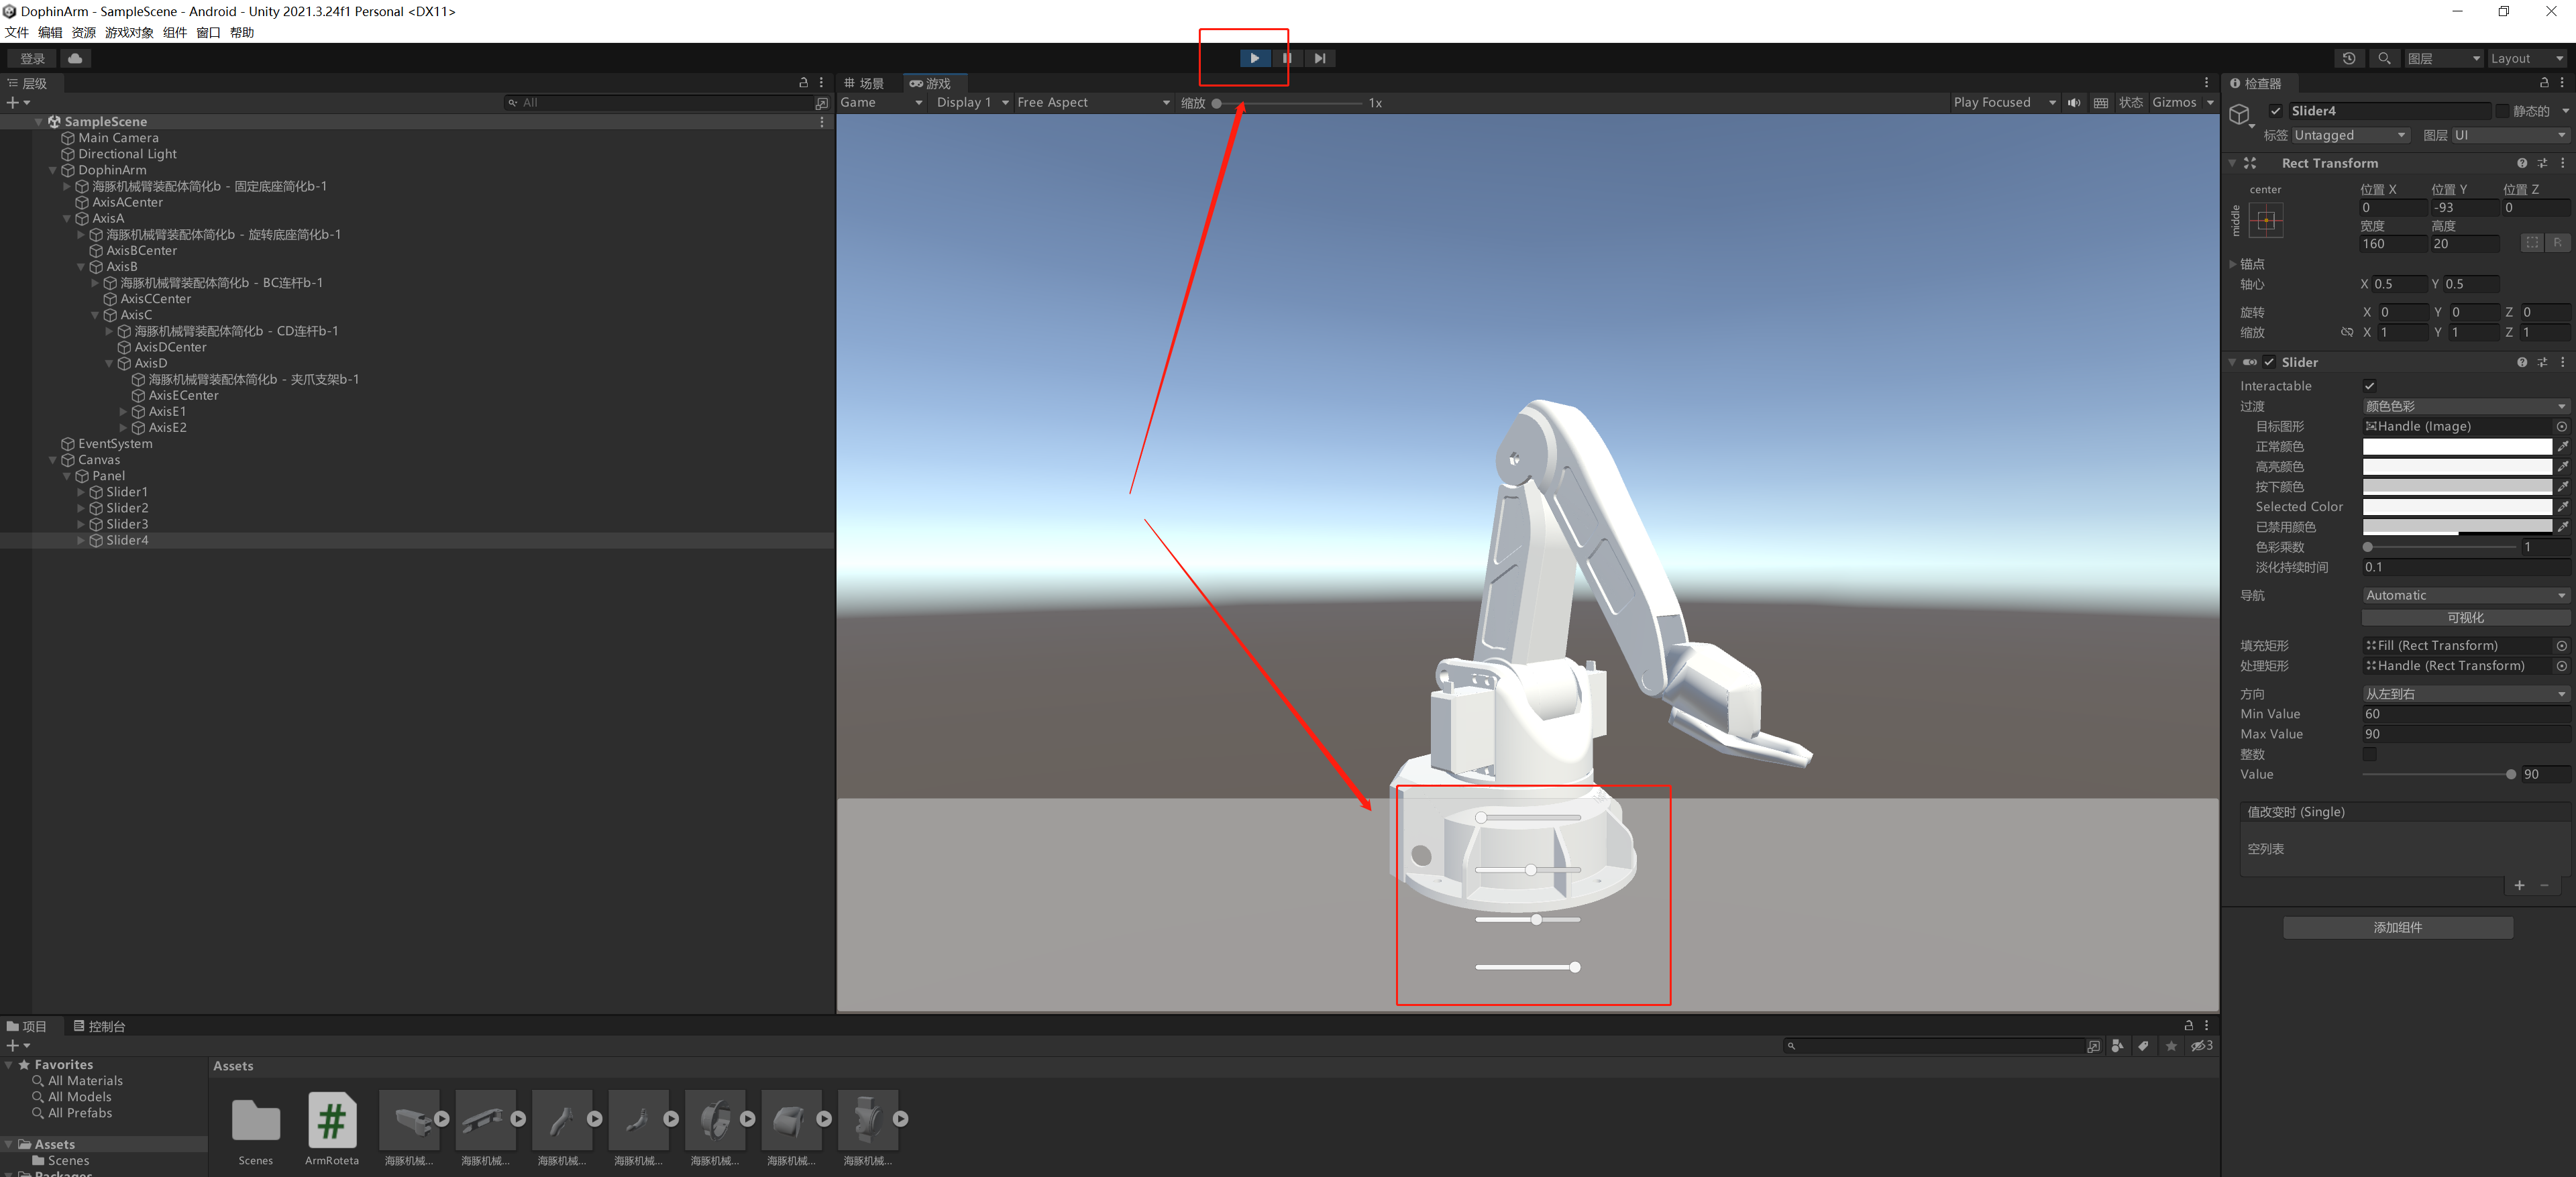 DophinArm - SampleScene - Android - Unity 2021.3.24f1 Personal <DX11>
文件 编辑 资源 游戏对象 组件 窗口 帮助
登录
图层 Layout
层级
All
SampleScene
Main Camera
Directional Light
DophinArm
海豚机械臂装配体简化b - 固定底座简化b-1
AxisACenter
AxisA
海豚机械臂装配体简化b - 旋转底座简化b-1
AxisBCenter
AxisB
海豚机械臂装配体简化b - BC连杆b-1
AxisCCenter
AxisC
海豚机械臂装配体简化b - CD连杆b-1
AxisDCenter
AxisD
海豚机械臂装配体简化b - 夹爪支架b-1
AxisECenter
AxisE1
AxisE2
EventSystem
Canvas
Panel
Slider1
Slider2
Slider3
Slider4
场景 游戏
Game Display 1 Free Aspect 缩放 1x Play Focused 状态 Gizmos
检查器
Slider4 静态的
标签 Untagged 图层 UI
Rect Transform
center 位置 X 位置 Y 位置 Z
middle
0 -93 0
宽度 高度
160 20 R
锚点
轴心 X 0.5 Y 0.5
旋转 X 0 Y 0 Z 0
缩放 X 1 Y 1 Z 1
Slider
Interactable
过渡 颜色色彩
目标图形 Handle (Image)
正常颜色
高亮颜色
按下颜色
Selected Color
已禁用颜色
色彩乘数 1
淡化持续时间 0.1
导航 Automatic
可视化
填充矩形 Fill (Rect Transform)
处理矩形 Handle (Rect Transform)
方向 从左到右
Min Value 60
Max Value 90
整数
Value 90
值改变时 (Single)
空列表
添加组件
项目 控制台
3
Favorites
All Materials
All Models
All Prefabs
Assets
Scenes
Packages
Assets
Scenes ArmRoteta 海豚机械... 海豚机械... 海豚机械... 海豚机械... 海豚机械... 海豚机械... 海豚机械...